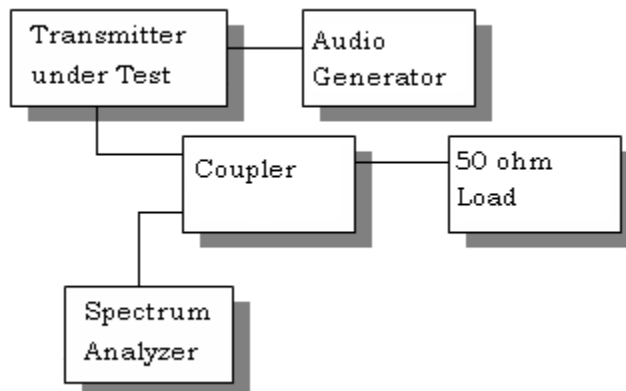 Transmitter
under Test
Audio
Generator
Coupler
50 ohm
Load
Spectrum
Analyzer